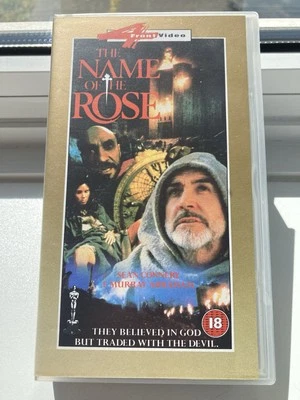 4 Front Video
THE
NAME
OF THE
ROSE...
SEAN CONNERY
F. MURRAY ABRAHAM
18
THEY BELIEVED IN GOD
BUT TRADED WITH THE DEVIL.